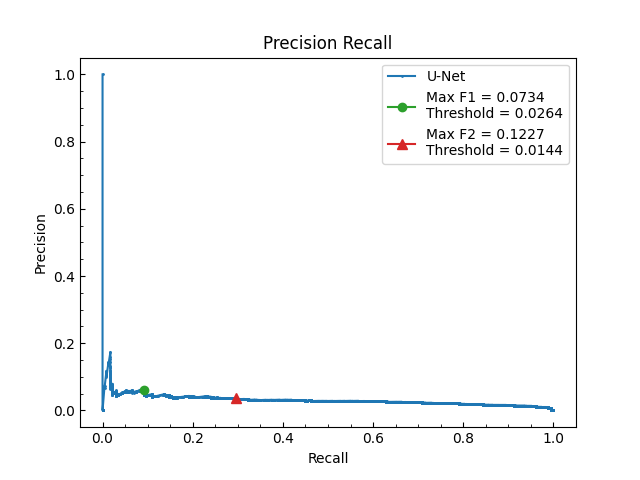 Precision Recall
1.0
0.8
0.6
0.4
0.2
0.0
Precision
U-Net
Max F1 = 0.0734
Threshold = 0.0264
Max F2 = 0.1227
Threshold = 0.0144
0.0 0.2 0.4 0.6 0.8 1.0
Recall